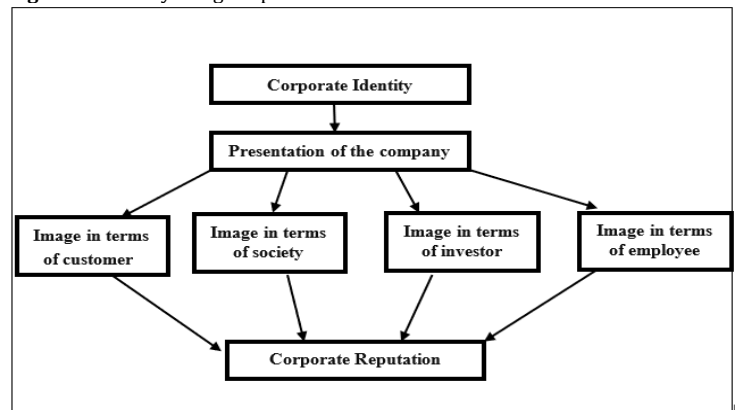 Corporate Identity
Presentation of the company
Image in terms
of customer
Image in terms
of society
Image in terms
of investor
Image in terms
of employee
Corporate Reputation